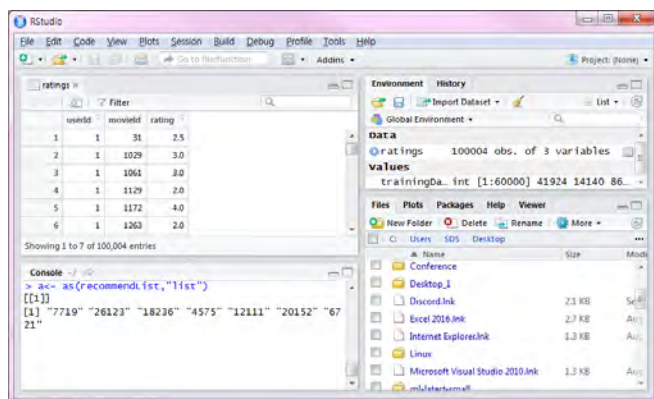 RStudio
File Edit Code View Plots Session Build Debug Profile Tools Help
Go to file/function Addins Project: (None)
ratings
Filter
userId movieId rating
1 1 31 2.5
2 1 1029 3.0
3 1 1061 3.0
4 1 1129 2.0
5 1 1172 4.0
6 1 1263 2.0
Showing 1 to 7 of 100,004 entries
Console ~/
> a<- as(recommendList,"list")
[[1]]
[1] "7719" "26123" "18236" "4575" "12111" "20152" "67
21"
Environment History
Import Dataset List
Global Environment
Data
ratings 100004 obs. of 3 variables
values
trainingDa… int [1:60000] 41924 14140 86…
Files Plots Packages Help Viewer
New Folder Delete Rename More
C: Users SDS Desktop
Name Size
Conference
Desktop_1
Discord.lnk 2.1 KB
Excel 2016.lnk 2.7 KB
Internet Explorer.lnk 1.3 KB
Linux
Microsoft Visual Studio 2010.lnk 1.3 KB